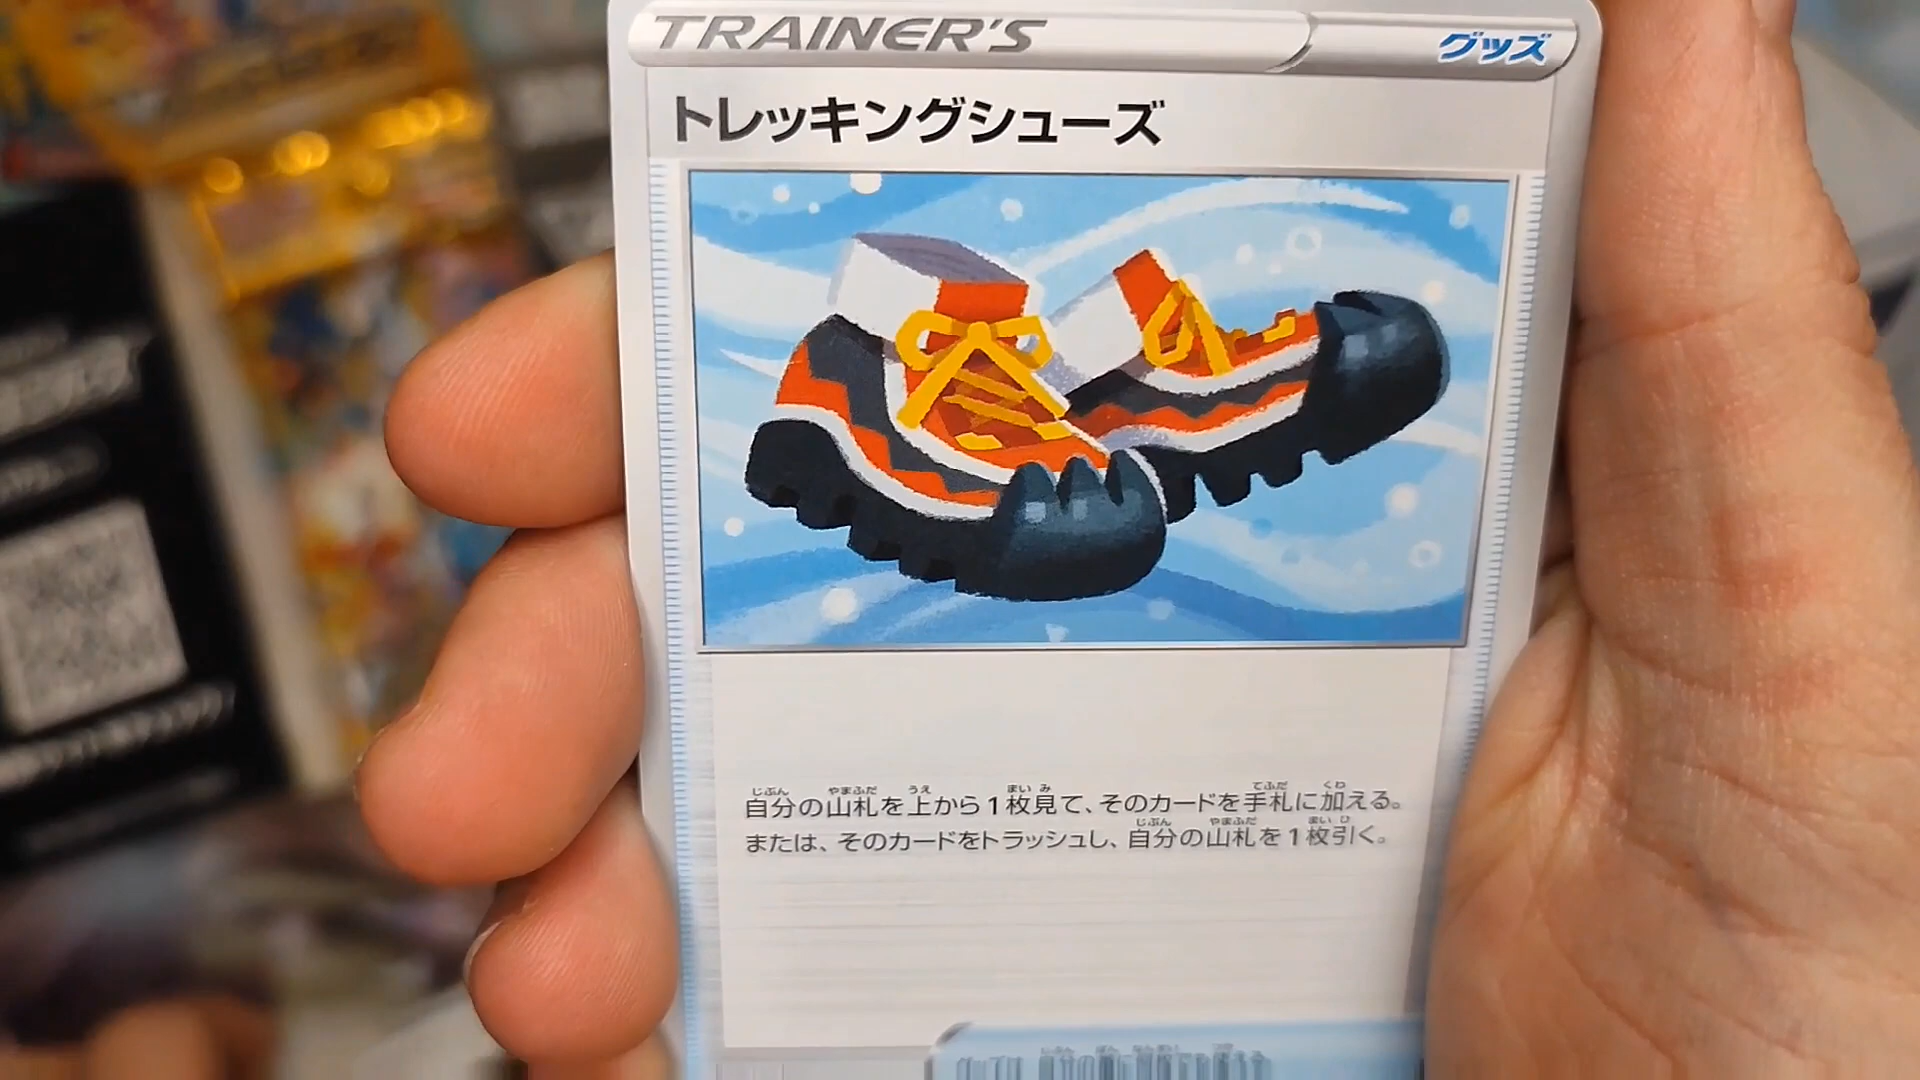 TRAINER'S グッズ
トレッキングシューズ
自分の山札を上から1枚見て、そのカードを手札に加える。
または、そのカードをトラッシュし、自分の山札を1枚引く。